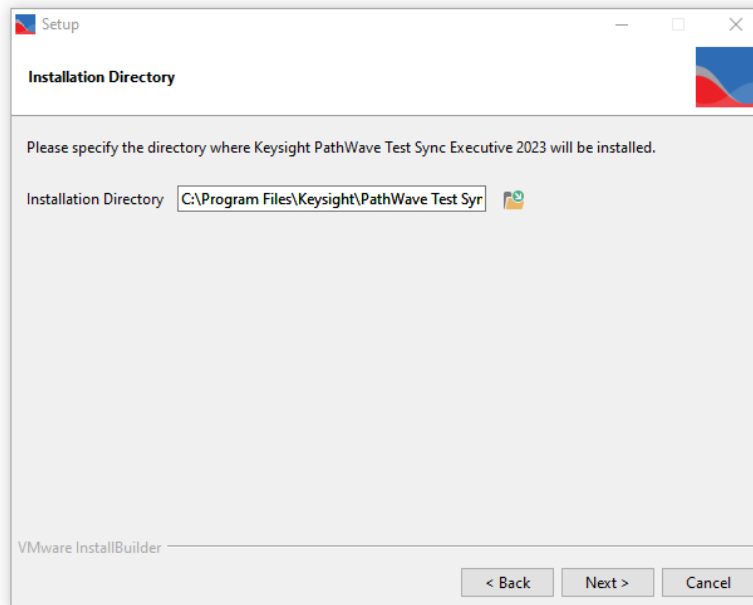 Setup
Installation Directory
Please specify the directory where Keysight PathWave Test Sync Executive 2023 will be installed.
Installation Directory C:\Program Files\Keysight\PathWave Test Syn
VMware InstallBuilder
< Back Next > Cancel